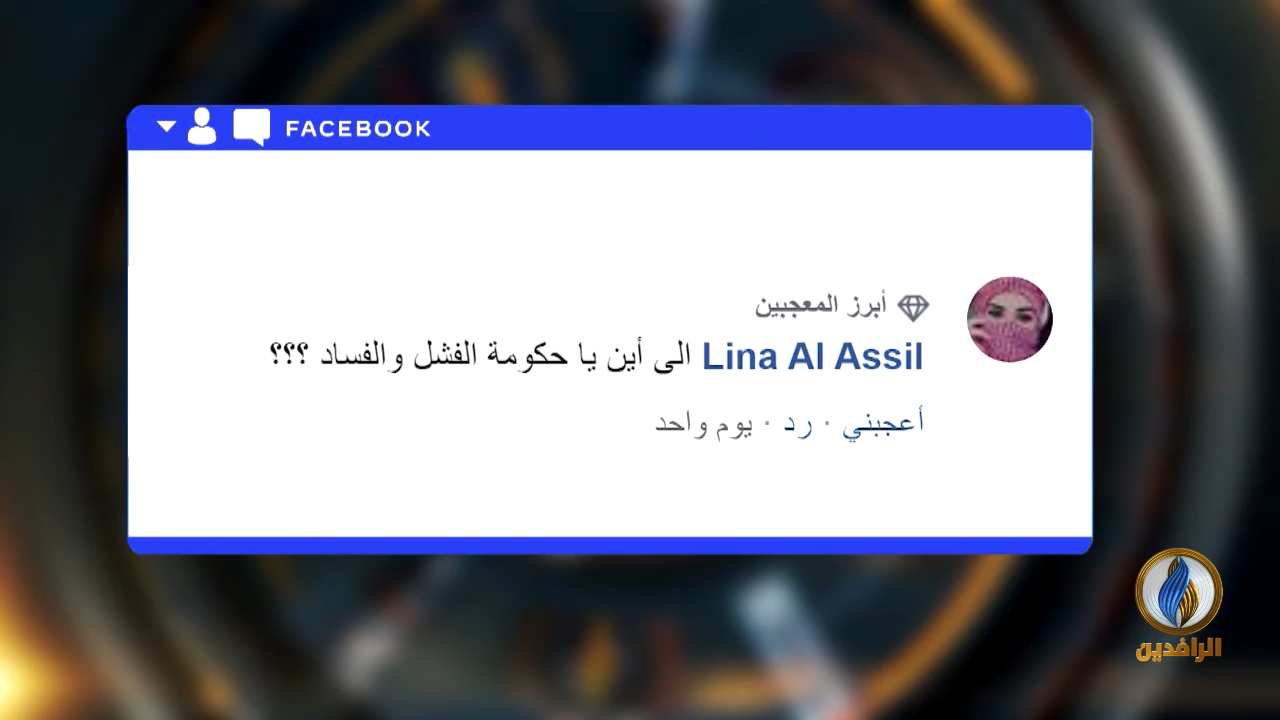 FACEBOOK
أبرز المعجبين
Lina Al Assil الى أين يا حكومة الفشل والفساد ؟؟؟
أعجبني · رد · يوم واحد
الرافدين